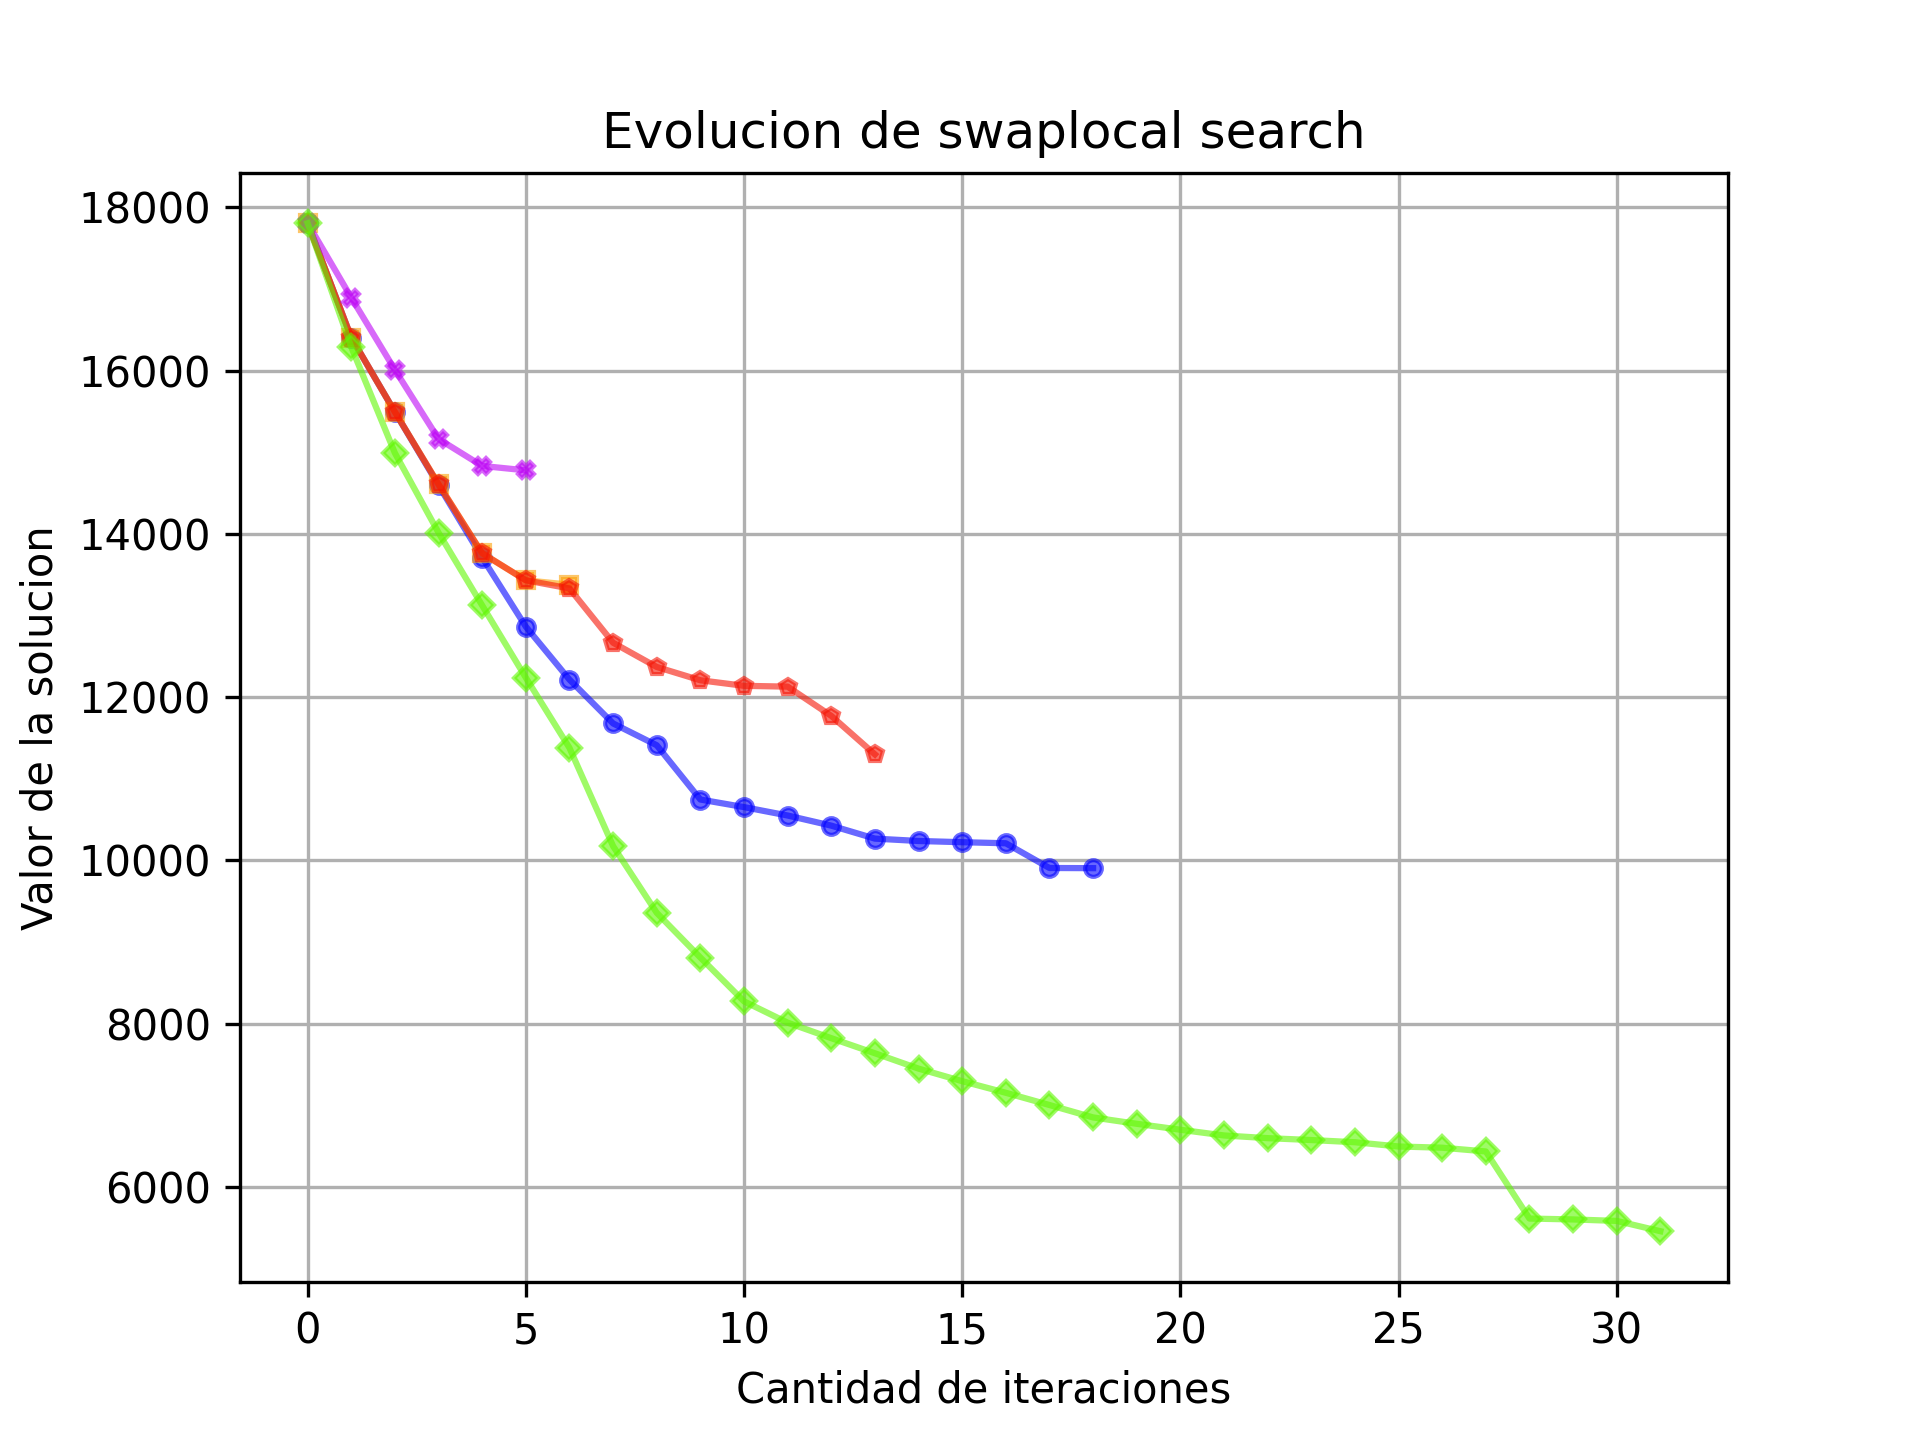 Evolucion de swaplocal search
Valor de la solucion
18000
16000
14000
12000
10000
8000
6000
0 5 10 15 20 25 30
Cantidad de iteraciones